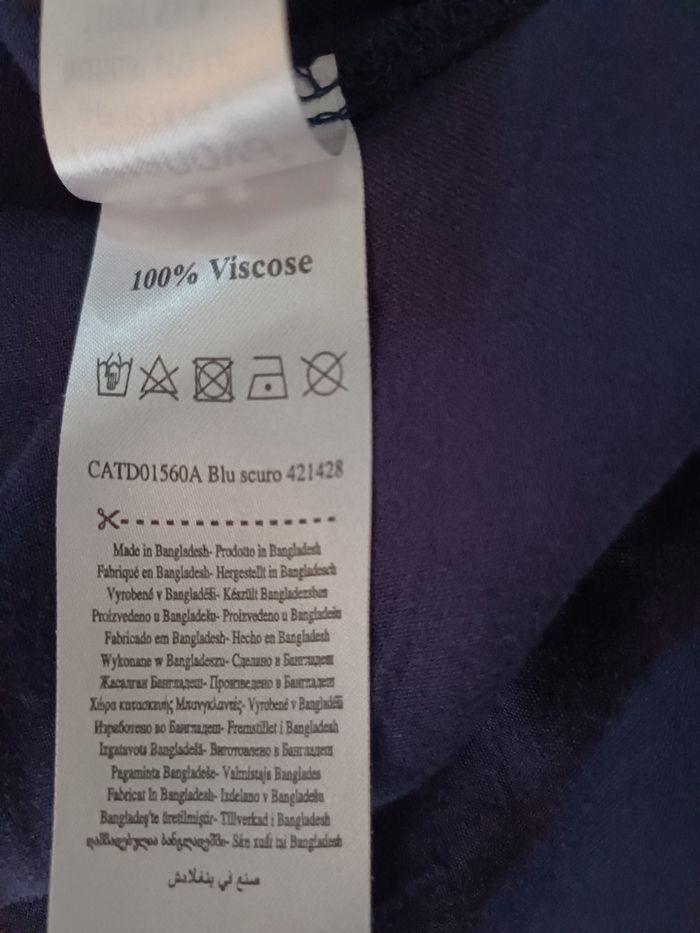 100% Viscose
CATD01560A Blu scuro 421428
Made in Bangladesh- Prodotto in Bangladesh
Fabriqué en Bangladesh- Hergestellt in Bangladesch
Vyrobené v Bangladéši- Készült Bangladesben
Proizvedeno u Bangladešu- Proizvedeno u Bangladešu
Fabricado em Bangladesh- Hecho en Bangladesh
Wykonane w Bangladeszu- Сделано в Бангладеш
Жасалган Бангладеш- Произведено в Бангладеш
Χώρα κατασκευής Μπανγκλαντές- Vyrobené v Bangladéši
Изработено во Бангладеш- Fremstillet i Bangladesh
Izgatavots Bangladešā- Виготовлено в Бангладеш
Pagaminta Bangladeše- Valmistaja Banglades
Fabricat In Bangladesh- Izdelano v Bangladešu
Bangladeş'te üretilmiştir- Tillverkad i Bangladesh
დამზადებულია ბანგლადეშში- Sản xuất tại Bangladesh
صنع في بنغلادش